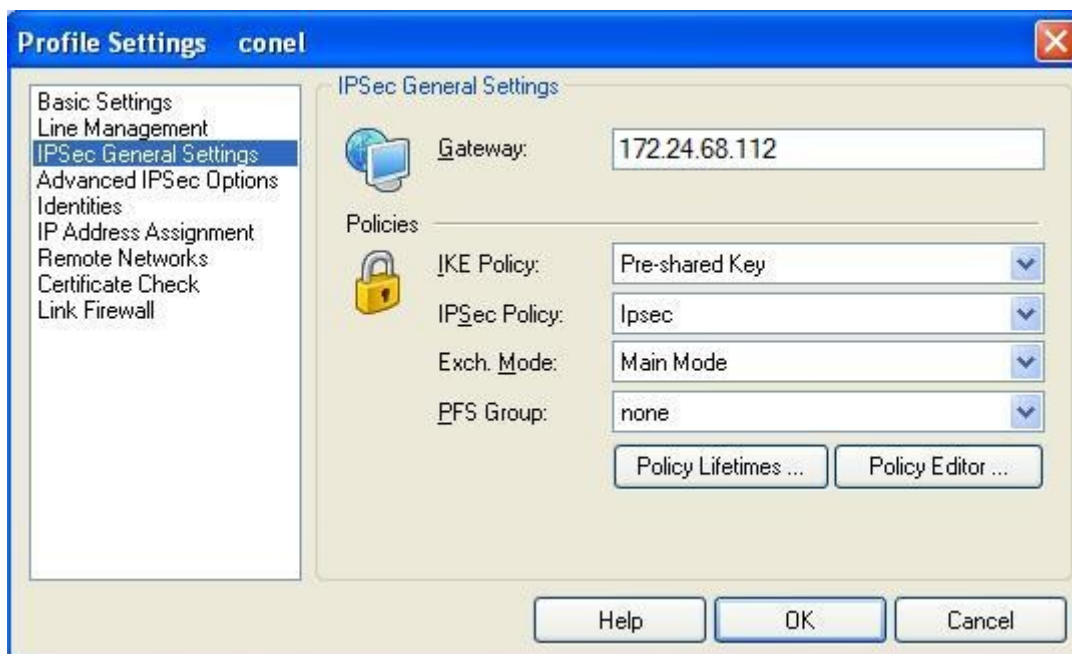 Profile Settings conel
Basic Settings
Line Management
IPSec General Settings
Advanced IPSec Options
Identities
IP Address Assignment
Remote Networks
Certificate Check
Link Firewall
IPSec General Settings
Gateway: 172.24.68.112
Policies
IKE Policy: Pre-shared Key
IPSec Policy: Ipsec
Exch. Mode: Main Mode
PFS Group: none
Policy Lifetimes ... Policy Editor ...
Help OK Cancel